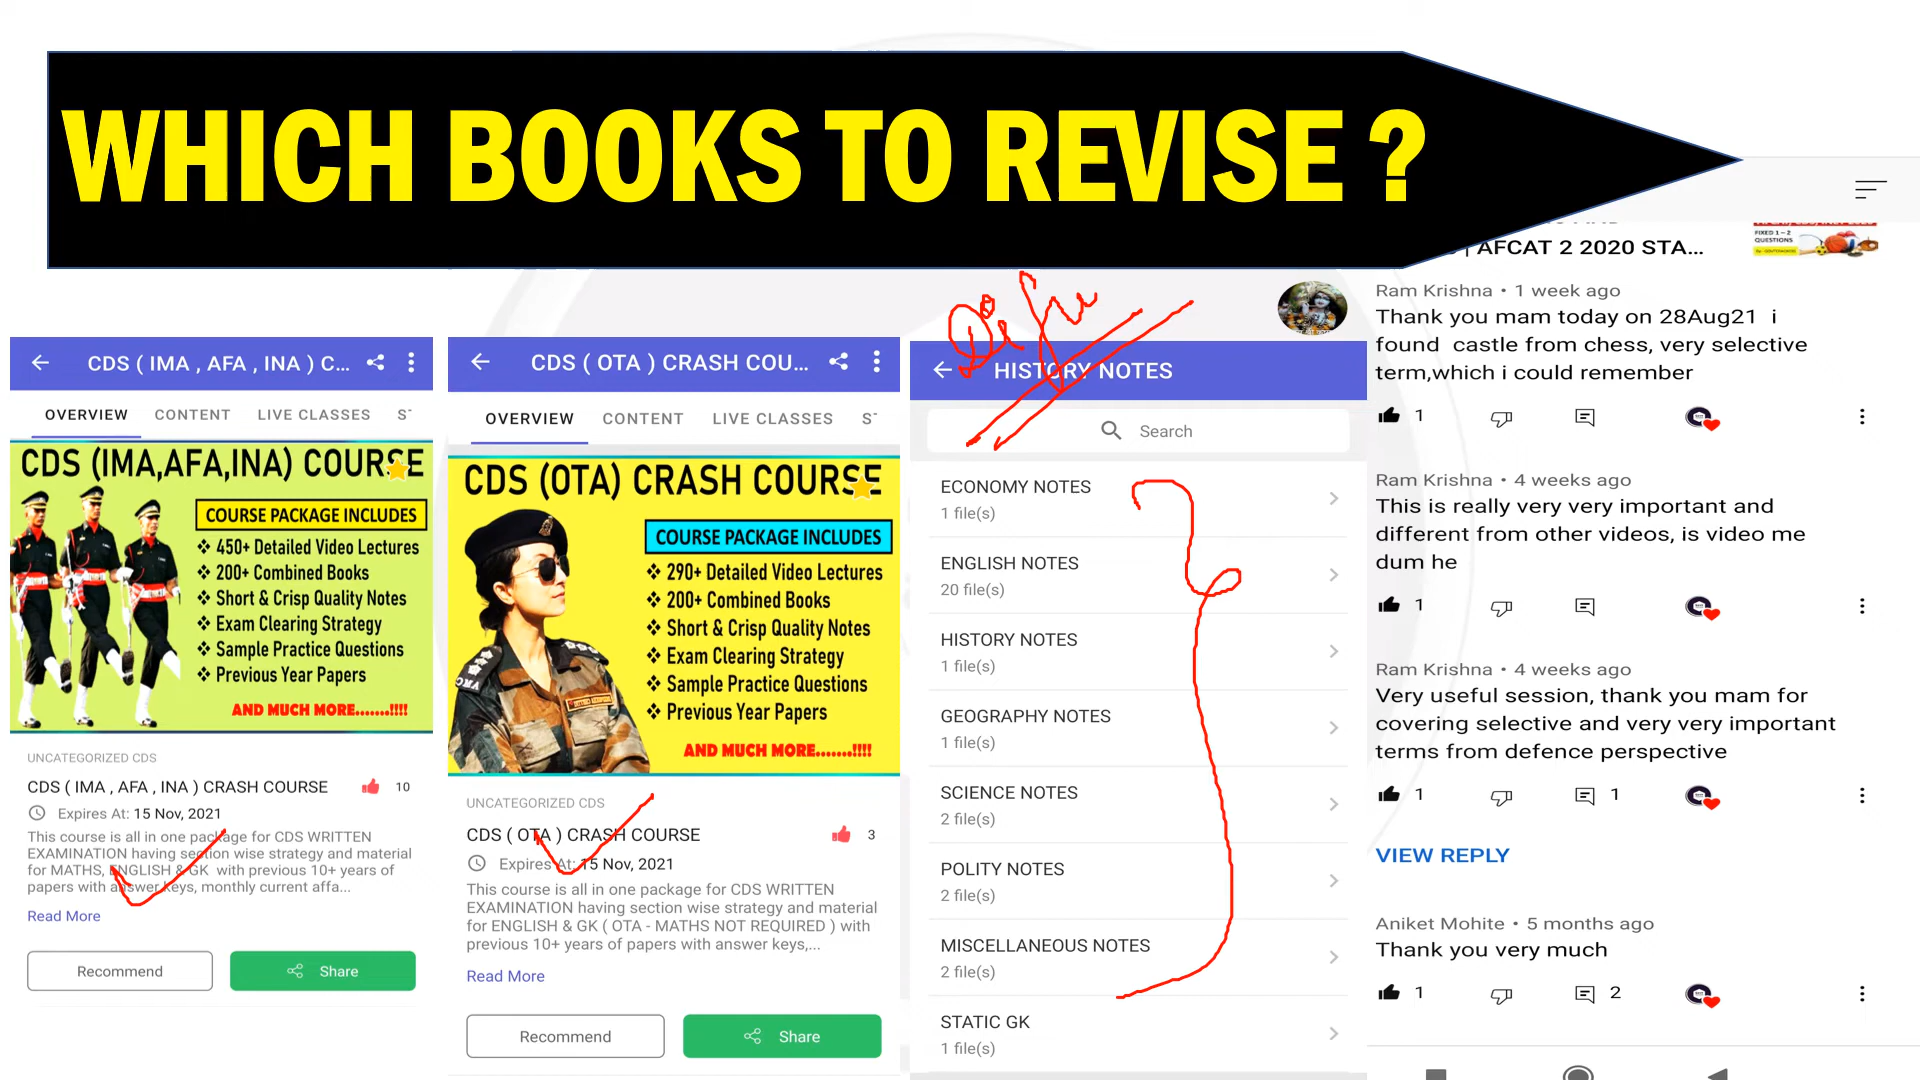 WHICH BOOKS TO REVISE ?
CDS ( IMA , AFA , INA ) C...
OVERVIEW CONTENT LIVE CLASSES
CDS (IMA,AFA,INA) COURSE
COURSE PACKAGE INCLUDES
❖ 450+ Detailed Video Lectures
❖ 200+ Combined Books
❖ Short & Crisp Quality Notes
❖ Exam Clearing Strategy
❖ Sample Practice Questions
❖ Previous Year Papers
AND MUCH MORE.......!!!!
UNCATEGORIZED CDS
CDS ( IMA , AFA , INA ) CRASH COURSE 10
Expires At: 15 Nov, 2021
This course is all in one package for CDS WRITTEN
EXAMINATION having section wise strategy and material
for MATHS, ENGLISH & GK with previous 10+ years of
papers with answer keys, monthly current affa...
Read More
Recommend Share
CDS ( OTA ) CRASH COU...
OVERVIEW CONTENT LIVE CLASSES
CDS (OTA) CRASH COURSE
COURSE PACKAGE INCLUDES
❖ 290+ Detailed Video Lectures
❖ 200+ Combined Books
❖ Short & Crisp Quality Notes
❖ Exam Clearing Strategy
❖ Sample Practice Questions
❖ Previous Year Papers
AND MUCH MORE.......!!!!
UNCATEGORIZED CDS
CDS ( OTA ) CRASH COURSE 3
Expires At: 15 Nov, 2021
This course is all in one package for CDS WRITTEN
EXAMINATION having section wise strategy and material
for ENGLISH & GK ( OTA - MATHS NOT REQUIRED ) with
previous 10+ years of papers with answer keys,...
Read More
Recommend Share
HISTORY NOTES
Search
ECONOMY NOTES
1 file(s)
ENGLISH NOTES
20 file(s)
HISTORY NOTES
1 file(s)
GEOGRAPHY NOTES
1 file(s)
SCIENCE NOTES
2 file(s)
POLITY NOTES
2 file(s)
MISCELLANEOUS NOTES
2 file(s)
STATIC GK
1 file(s)
| AFCAT 2 2020 STA...
FIXED 1 – 2
QUESTIONS
Ram Krishna • 1 week ago
Thank you mam today on 28Aug21 i
found castle from chess, very selective
term,which i could remember
1
Ram Krishna • 4 weeks ago
This is really very very important and
different from other videos, is video me
dum he
1
Ram Krishna • 4 weeks ago
Very useful session, thank you mam for
covering selective and very very important
terms from defence perspective
1 1
VIEW REPLY
Aniket Mohite • 5 months ago
Thank you very much
1 2